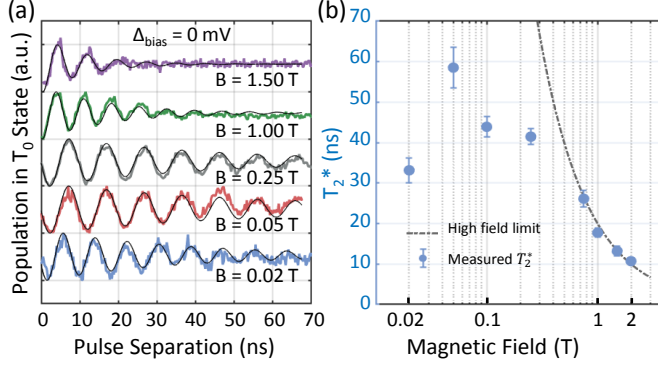 (a)
Δbias = 0 mV
B = 1.50 T
B = 1.00 T
B = 0.25 T
B = 0.05 T
B = 0.02 T
Population in T0 State (a.u.)
0 10 20 30 40 50 60 70
Pulse Separation (ns)
(b)
70
60
50
40
30
20
10
0
T2* (ns)
High field limit
Measured T2*
0.02 0.1 1 2
Magnetic Field (T)